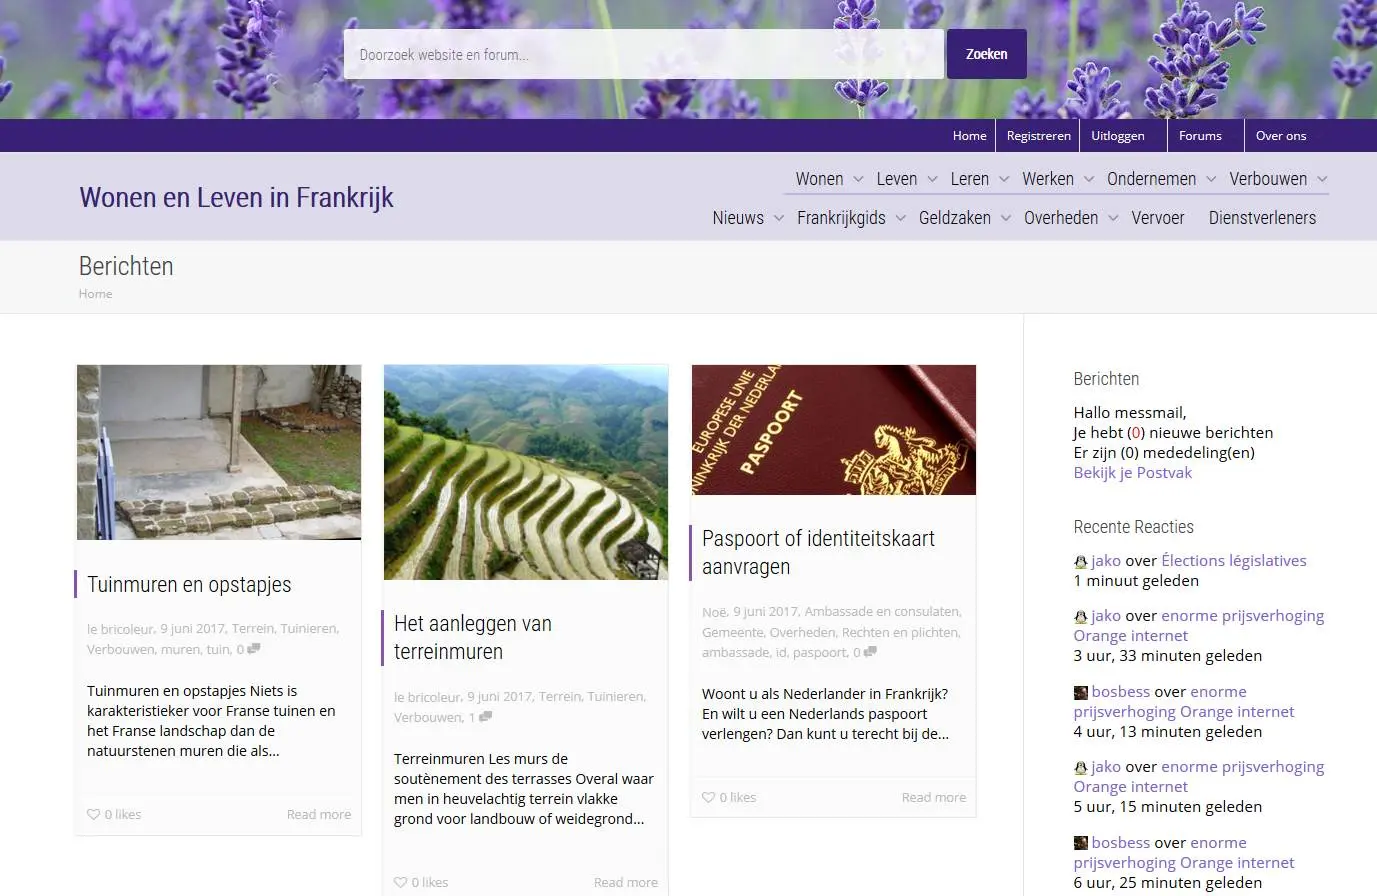 Doorzoek website en forum...
Zoeken
Home
Registreren
Uitloggen
Forums
Over ons
Wonen en Leven in Frankrijk
Wonen
Leven
Leren
Werken
Ondernemen
Verbouwen
Nieuws
Frankrijkgids
Geldzaken
Overheden
Vervoer
Dienstverleners
Berichten
Home
Tuinmuren en opstapjes
le bricoleur, 9 juni 2017, Terrein, Tuinieren,
Verbouwen, muren, tuin, 0
Tuinmuren en opstapjes Niets is
karakteristieker voor Franse tuinen en
het Franse landschap dan de
natuurstenen muren die als...
0 likes
Read more
Het aanleggen van
terreinmuren
le bricoleur, 9 juni 2017, Terrein, Tuinieren,
Verbouwen, 1
Terreinmuren Les murs de
soutènement des terrasses Overal waar
men in heuvelachtig terrein vlakke
grond voor landbouw of weidegrond...
0 likes
Read more
EUROPESE UNIE
NINKRIJK DER NEDERLA
PASPOORT
Paspoort of identiteitskaart
aanvragen
Noë, 9 juni 2017, Ambassade en consulaten,
Gemeente, Overheden, Rechten en plichten,
ambassade, id, paspoort, 0
Woont u als Nederlander in Frankrijk?
En wilt u een Nederlands paspoort
verlengen? Dan kunt u terecht bij de...
0 likes
Read more
Berichten
Hallo messmail,
Je hebt (0) nieuwe berichten
Er zijn (0) mededeling(en)
Bekijk je Postvak
Recente Reacties
jako over Élections législatives
1 minuut geleden
jako over enorme prijsverhoging
Orange internet
3 uur, 33 minuten geleden
bosbess over enorme
prijsverhoging Orange internet
4 uur, 13 minuten geleden
jako over enorme prijsverhoging
Orange internet
5 uur, 15 minuten geleden
bosbess over enorme
prijsverhoging Orange internet
6 uur, 25 minuten geleden